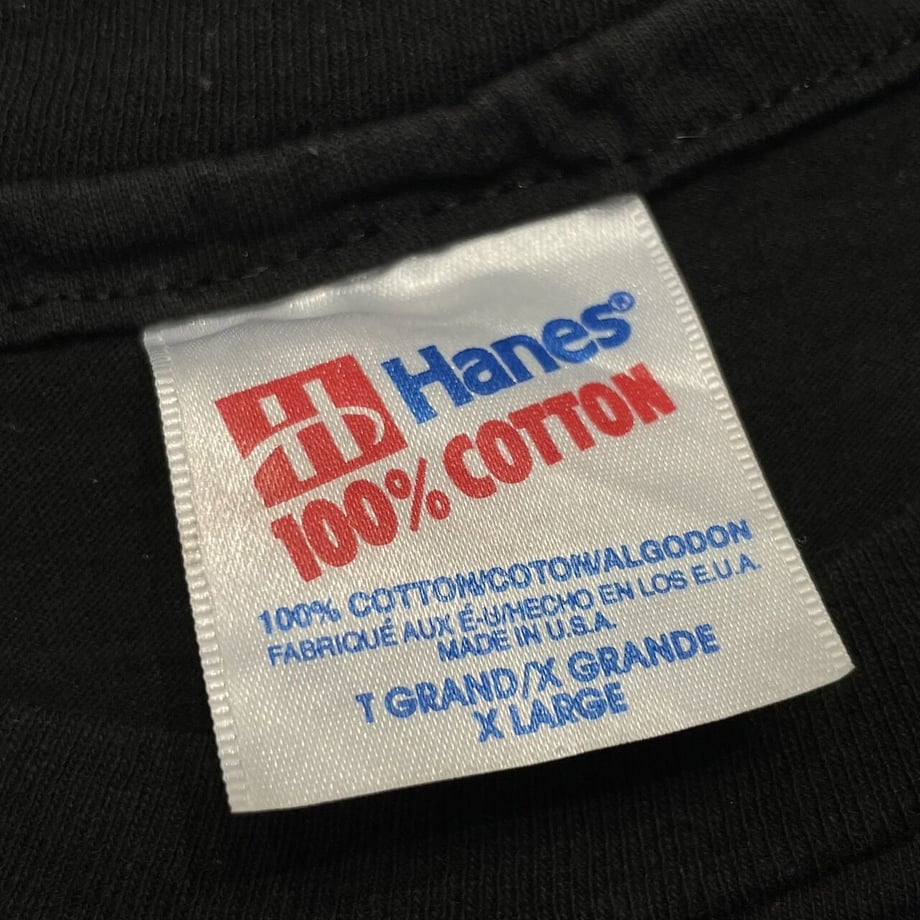 Hanes®
100% COTTON
100% COTTON/COTON/ALGODON
FABRIQUÉ AUX É-U/HECHO EN LOS E.U.A.
MADE IN U.S.A.
T GRAND/X GRANDE
X LARGE